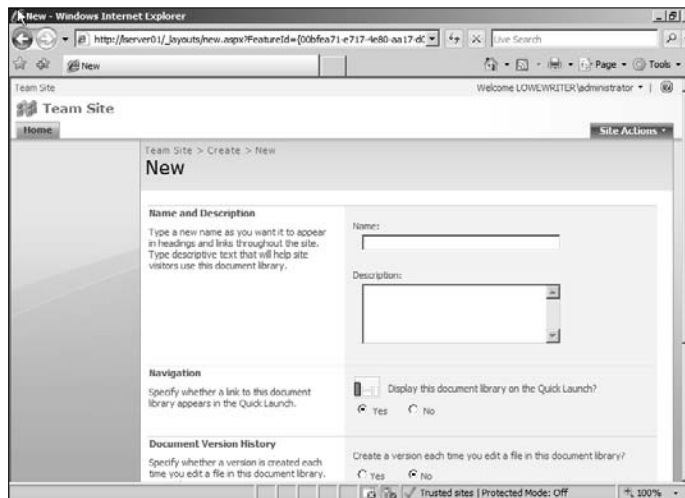 New - Windows Internet Explorer
http://lserver01/_layouts/new.aspx?FeatureId={00bfea71-e717-4e80-aa17-d0
Live Search
New
Page
Tools
Team Site
Welcome LOWEWRITER\administrator
Team Site
Home
Site Actions
Team Site > Create > New
New
Name and Description
Type a new name as you want it to appear
in headings and links throughout the site.
Type descriptive text that will help site
visitors use this document library.
Name:
Description:
Navigation
Specify whether a link to this document
library appears in the Quick Launch.
Display this document library on the Quick Launch?
Yes No
Document Version History
Specify whether a version is created each
time you edit a file in this document library.
Create a version each time you edit a file in this document library?
Yes No
Trusted sites | Protected Mode: Off
100%